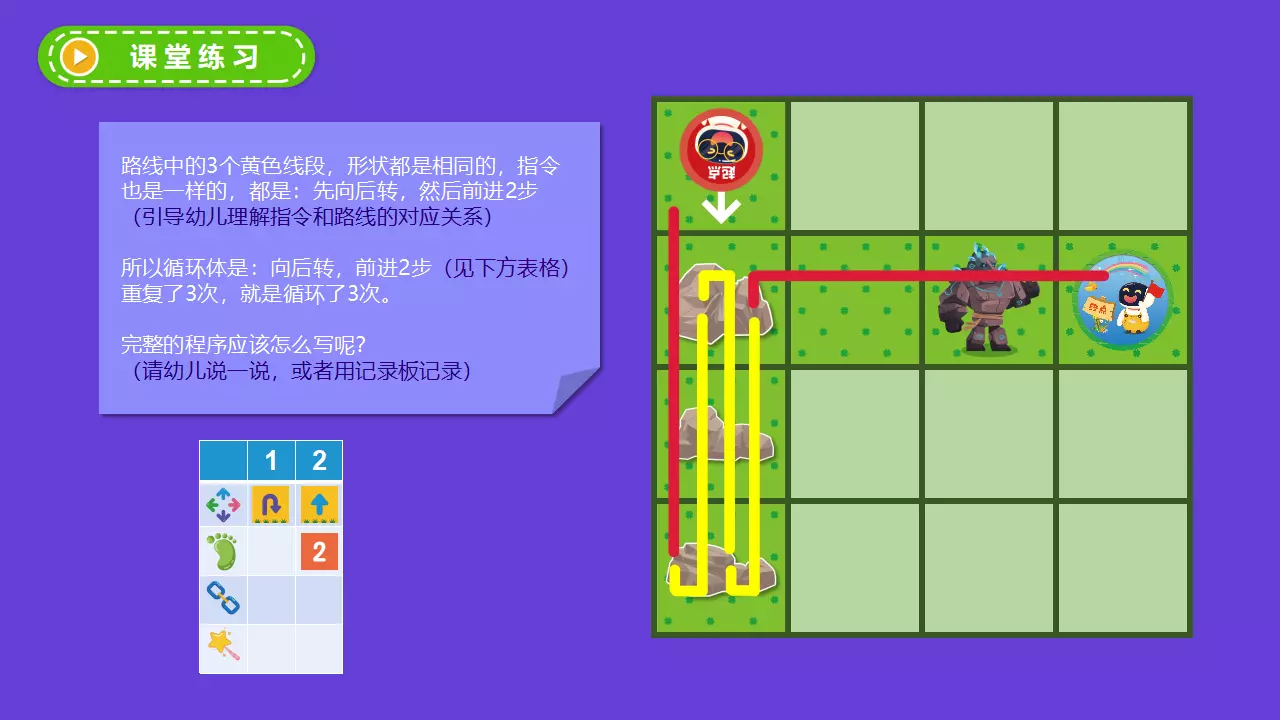 课堂练习
路线中的3个黄色线段，形状都是相同的，指令
也是一样的，都是：先向后转，然后前进2步
（引导幼儿理解指令和路线的对应关系）
所以循环体是：向后转，前进2步（见下方表格）
重复了3次，就是循环了3次。
完整的程序应该怎么写呢?
（请幼儿说一说，或者用记录板记录）
1 2
2
起点
终点